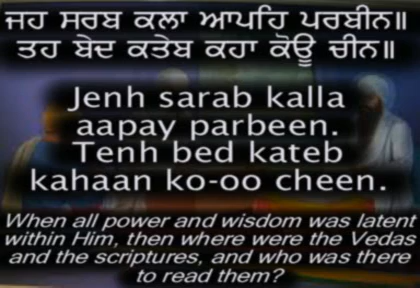 ਜਹ ਸਰਬ ਕਲਾ ਆਪਹਿ ਪਰਬੀਨ॥
ਤਹ ਬੇਦ ਕਤੇਬ ਕਹਾ ਕੋਊ ਚੀਨ॥
Jenh sarab kalla
aapay parbeen.
Tenh bed kateb
kahaan ko-oo cheen.
When all power and wisdom was latent
within Him, then where were the Vedas
and the scriptures, and who was there
to read them?